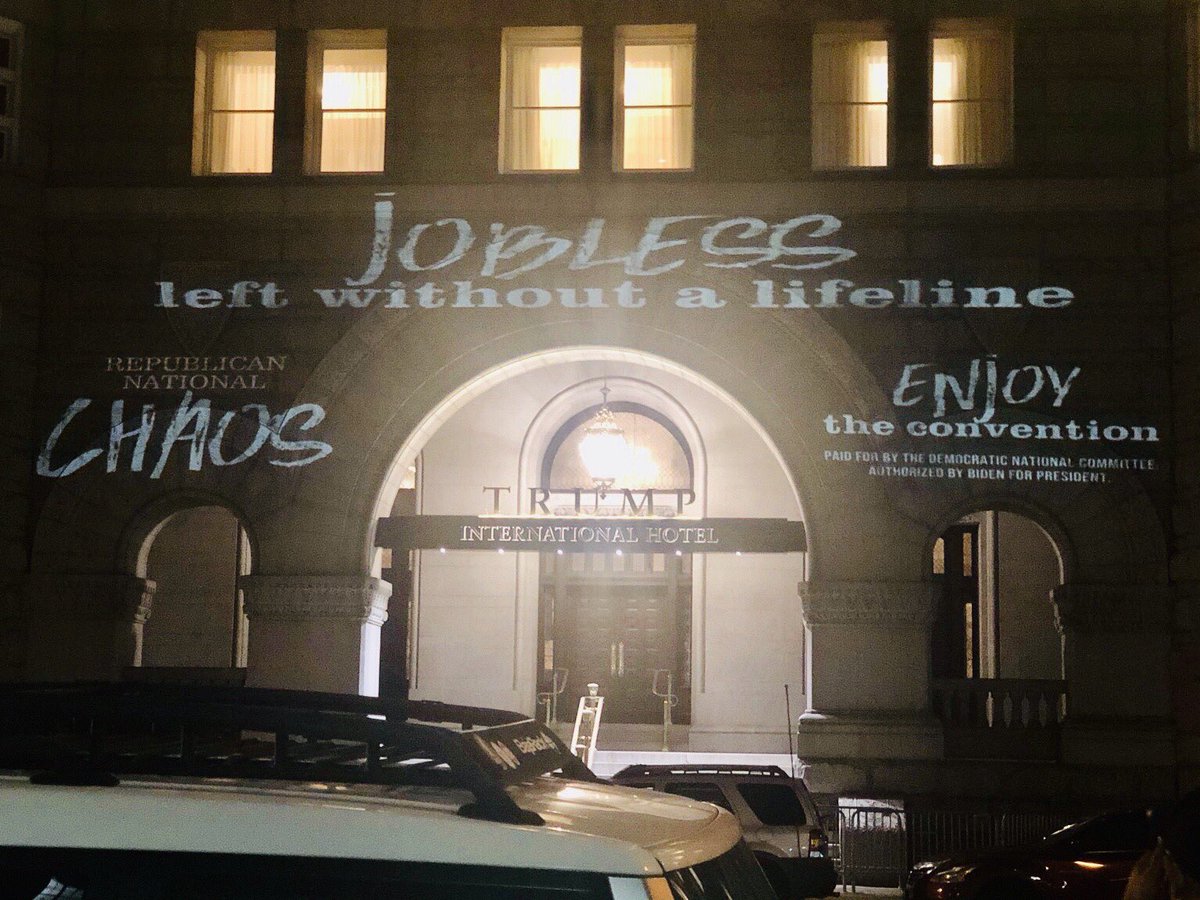 JOBLESS
left without a lifeline
REPUBLICAN
NATIONAL
CHAOS
ENJOY
the convention
PAID FOR BY THE DEMOCRATIC NATIONAL COMMITTEE
AUTHORIZED BY BIDEN FOR PRESIDENT.
TRUMP
INTERNATIONAL HOTEL